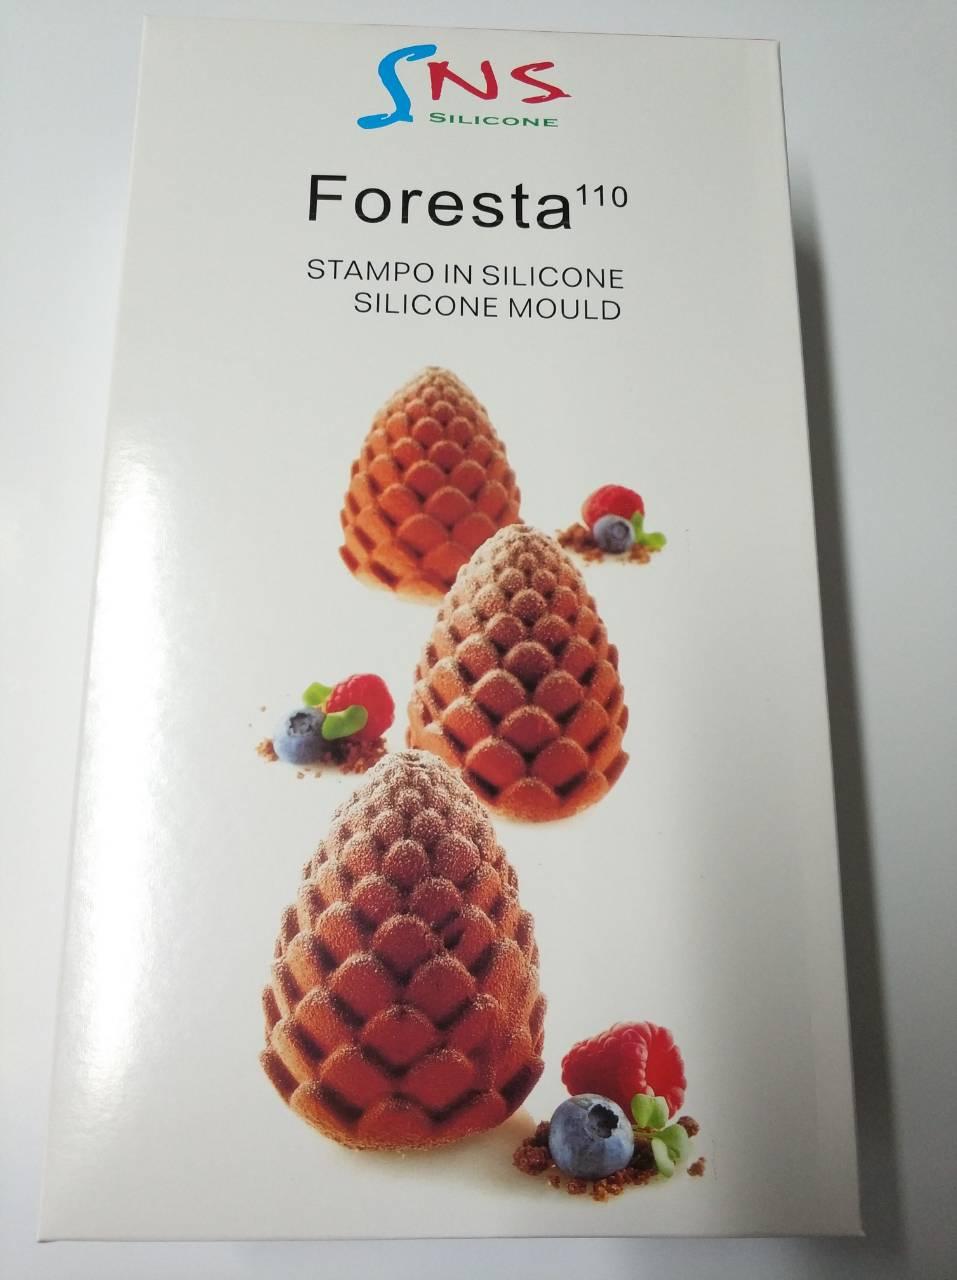 SNS
SILICONE
Foresta110
STAMPO IN SILICONE
SILICONE MOULD